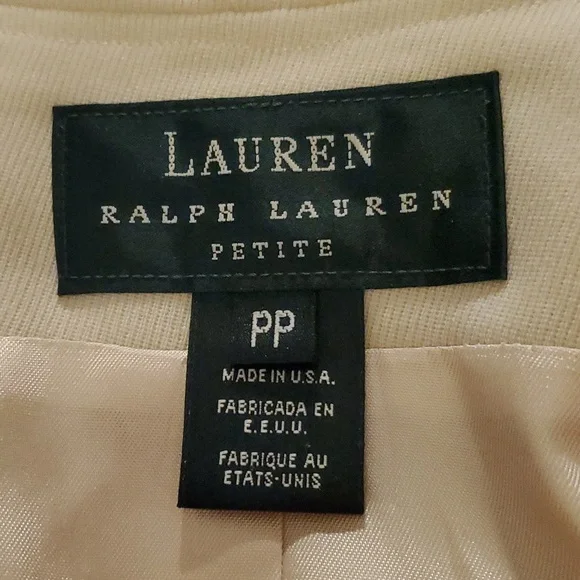 LAUREN
RALPH LAUREN
PETITE
PP
MADE IN U.S.A.
FABRICADA EN
E.E.U.U.
FABRIQUE AU
ETATS-UNIS